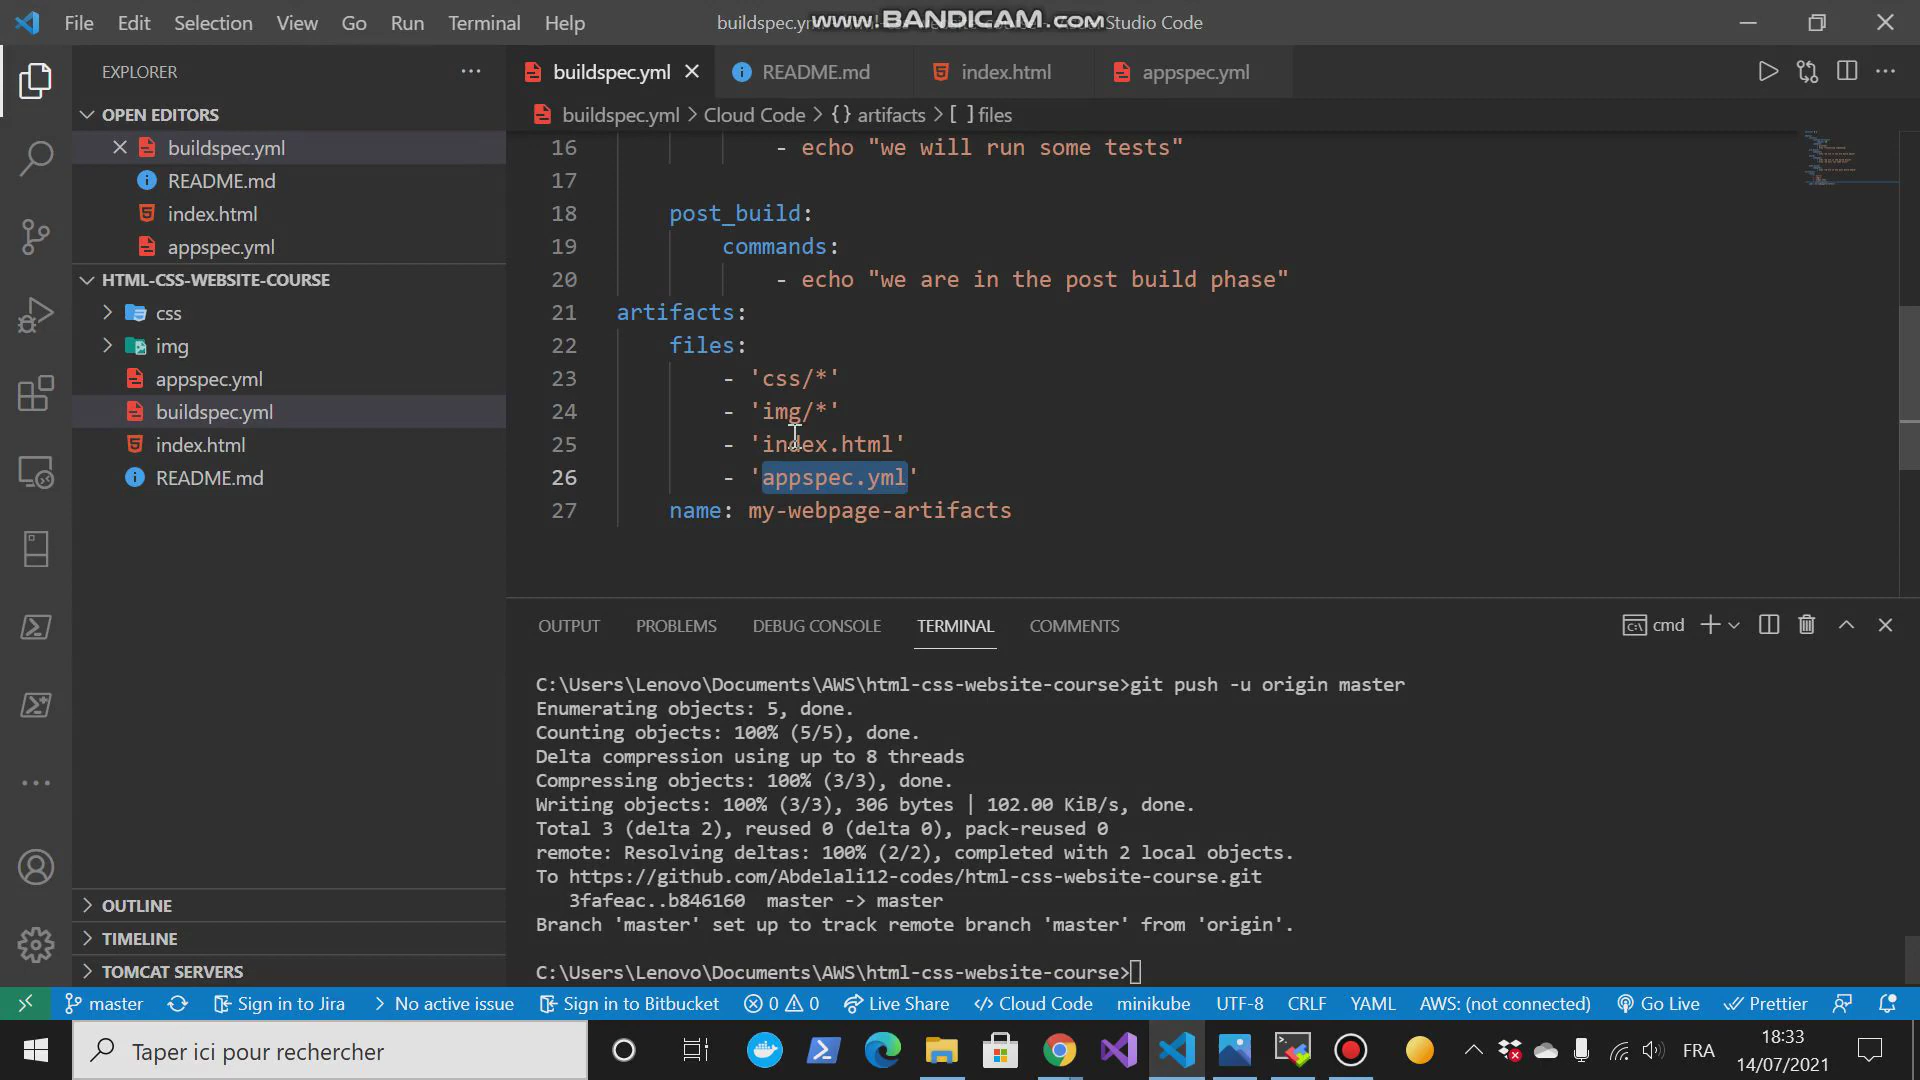 File Edit Selection View Go Run Terminal Help
www.BANDICAM.com
EXPLORER
OPEN EDITORS
buildspec.yml
README.md
index.html
appspec.yml
HTML-CSS-WEBSITE-COURSE
css
img
appspec.yml
buildspec.yml
index.html
README.md
OUTLINE
TIMELINE
TOMCAT SERVERS
buildspec.yml README.md index.html appspec.yml
buildspec.yml > Cloud Code > {} artifacts > [ ] files
16 - echo "we will run some tests"
17
18 post_build:
19 commands:
20 - echo "we are in the post build phase"
21 artifacts:
22 files:
23 - 'css/*'
24 - 'img/*'
25 - 'index.html'
26 - 'appspec.yml'
27 name: my-webpage-artifacts
OUTPUT PROBLEMS DEBUG CONSOLE TERMINAL COMMENTS
cmd
C:\Users\Lenovo\Documents\AWS\html-css-website-course>git push -u origin master
Enumerating objects: 5, done.
Counting objects: 100% (5/5), done.
Delta compression using up to 8 threads
Compressing objects: 100% (3/3), done.
Writing objects: 100% (3/3), 306 bytes | 102.00 KiB/s, done.
Total 3 (delta 2), reused 0 (delta 0), pack-reused 0
remote: Resolving deltas: 100% (2/2), completed with 2 local objects.
To https://github.com/Abdelali12-codes/html-css-website-course.git
3fafeac..b846160 master -> master
Branch 'master' set up to track remote branch 'master' from 'origin'.
C:\Users\Lenovo\Documents\AWS\html-css-website-course>
master Sign in to Jira No active issue Sign in to Bitbucket 0 0 Live Share Cloud Code minikube UTF-8 CRLF YAML AWS: (not connected) Go Live Prettier
Taper ici pour rechercher
FRA
18:33
14/07/2021